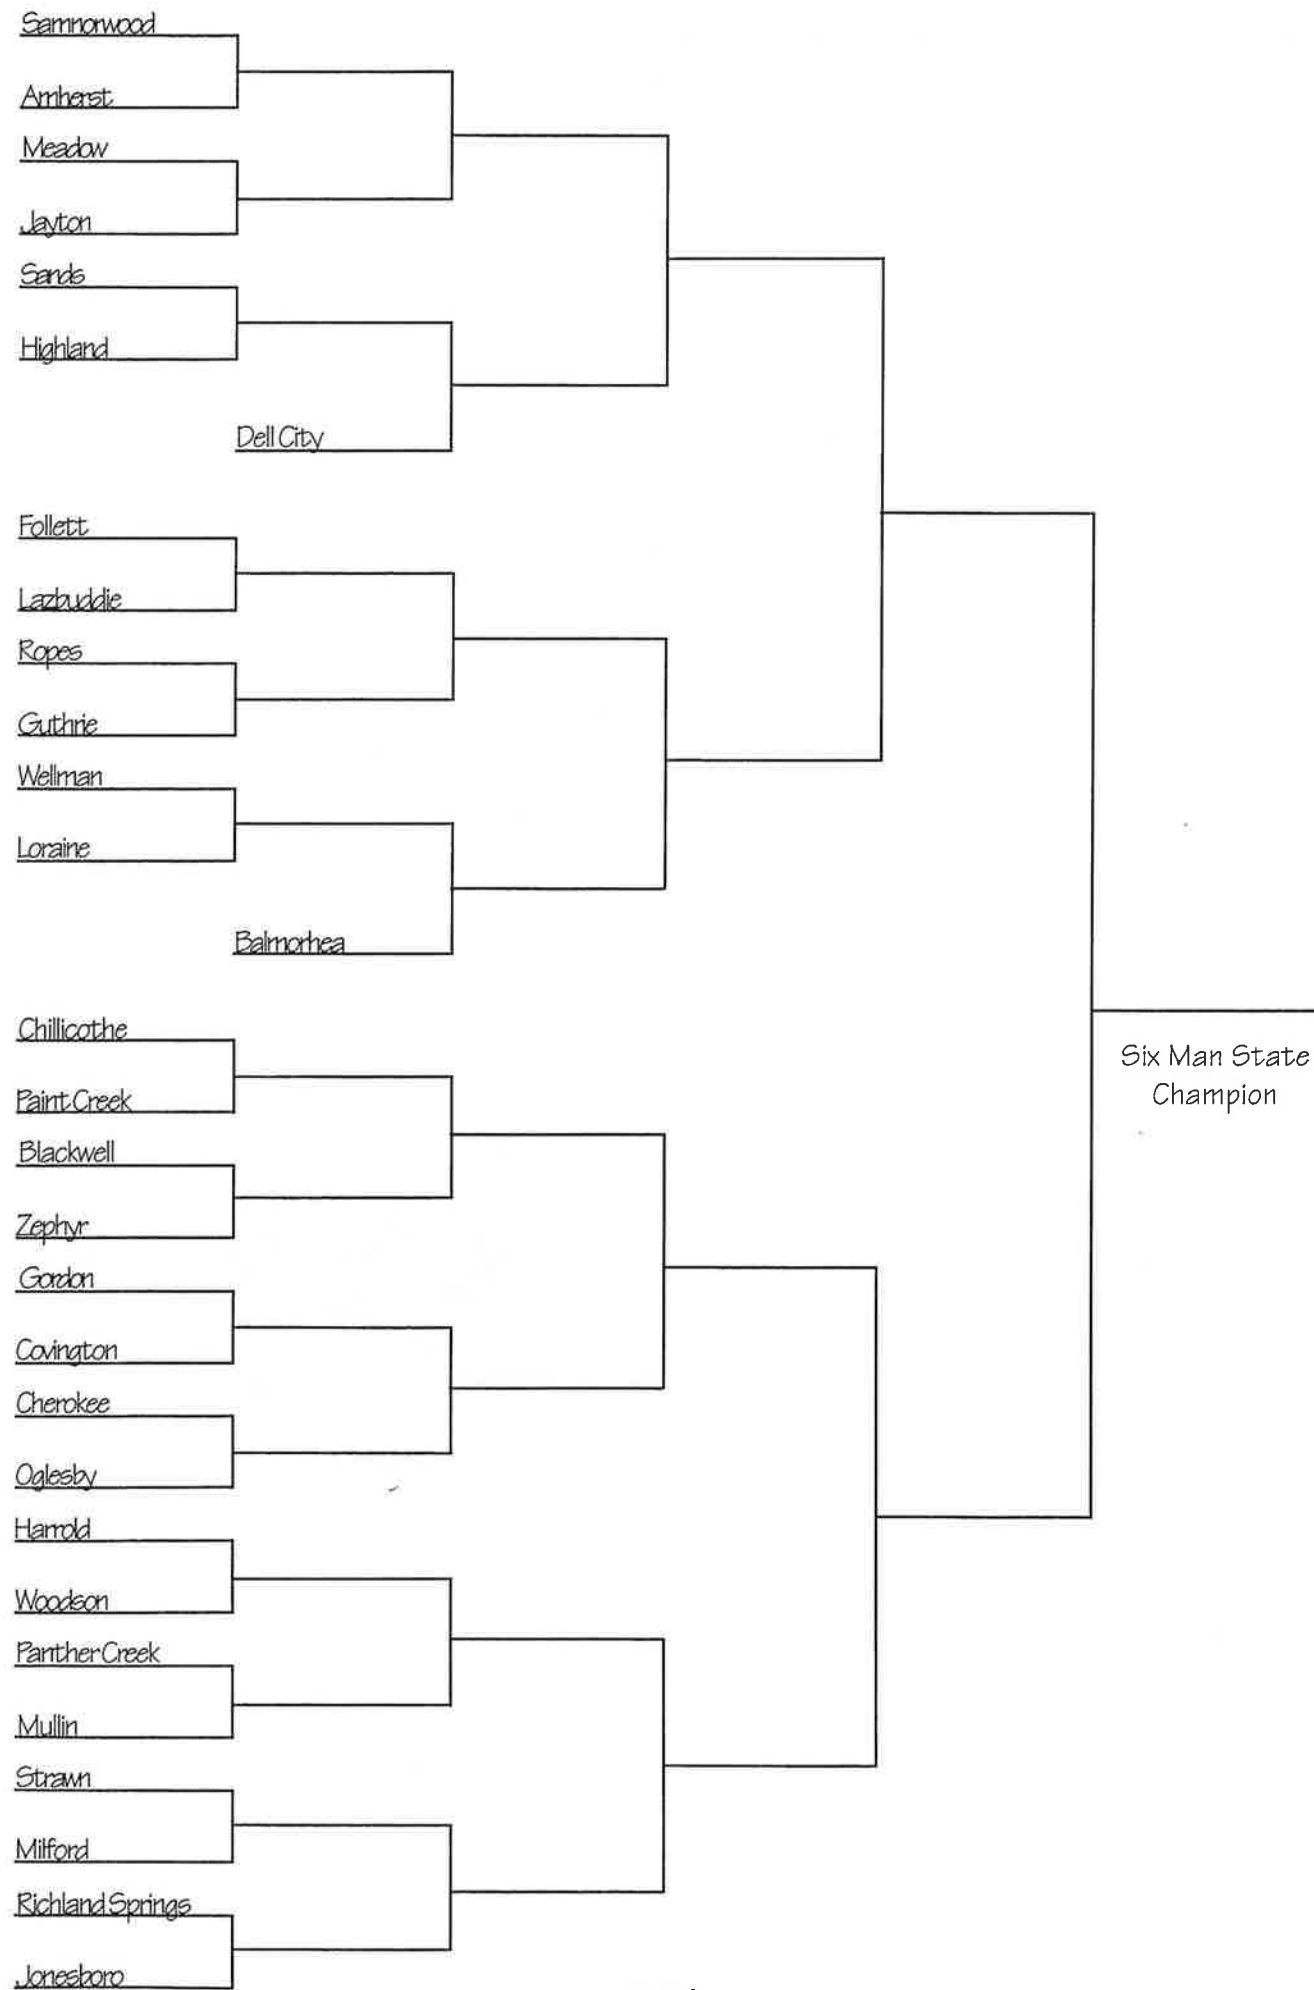 Samnorwood
Amherst
Meadow
Jayton
Sands
Highland
Dell City
Follett
Lazbuddie
Ropes
Guthrie
Wellman
Loraine
Balmorhea
Chillicothe
Paint Creek
Blackwell
Zephyr
Gordon
Covington
Cherokee
Oglesby
Harrold
Woodson
Panther Creek
Mullin
Strawn
Milford
Richland Springs
Jonesboro
Six Man State
Champion